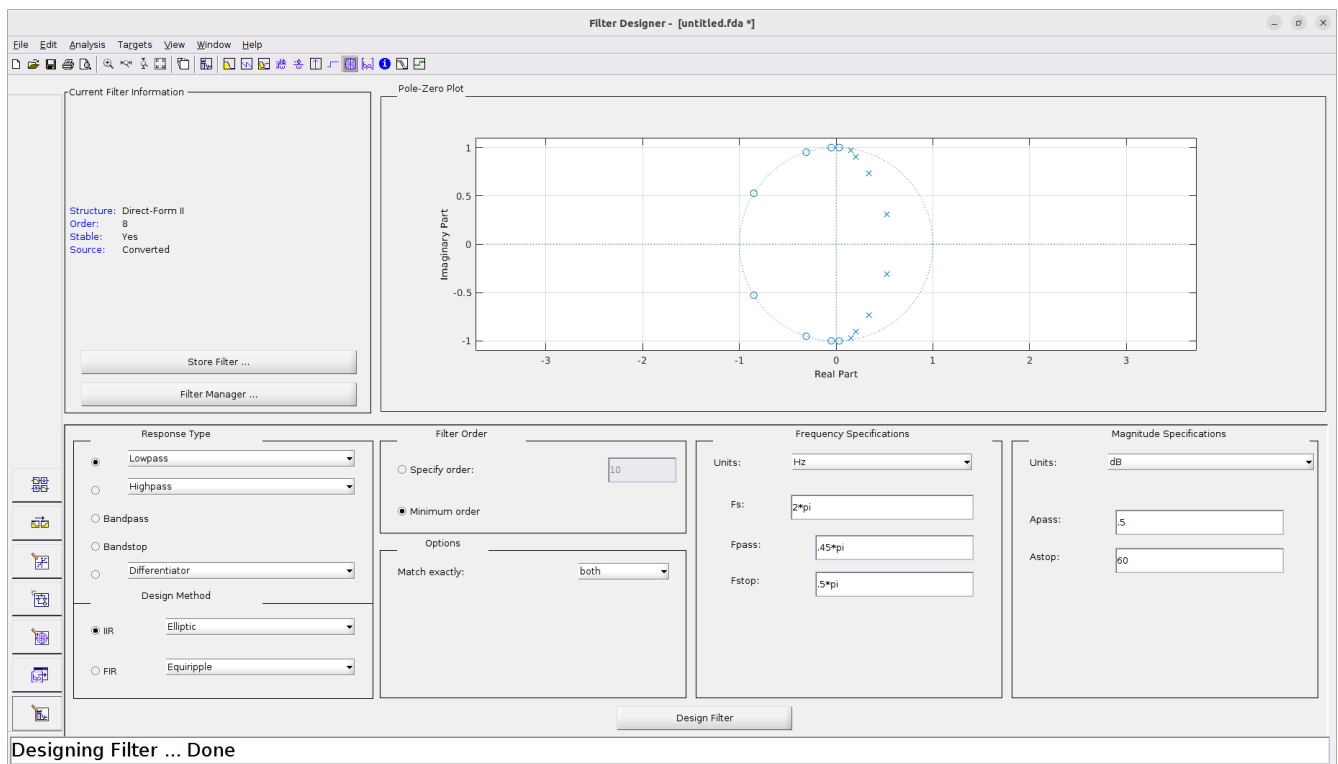 Filter Designer - [untitled.fda *]
File Edit Analysis Targets View Window Help
Current Filter Information
Structure: Direct-Form II
Order: 8
Stable: Yes
Source: Converted
Store Filter ...
Filter Manager ...
Pole-Zero Plot
1
0.5
0
-0.5
-1
Imaginary Part
-3 -2 -1 0 1 2 3
Real Part
Response Type
Lowpass
Highpass
Bandpass
Bandstop
Differentiator
Design Method
IIR Elliptic
FIR Equiripple
Filter Order
Specify order: 10
Minimum order
Options
Match exactly: both
Frequency Specifications
Units: Hz
Fs: 2*pi
Fpass: .45*pi
Fstop: .5*pi
Magnitude Specifications
Units: dB
Apass: .5
Astop: 60
Design Filter
Designing Filter ... Done